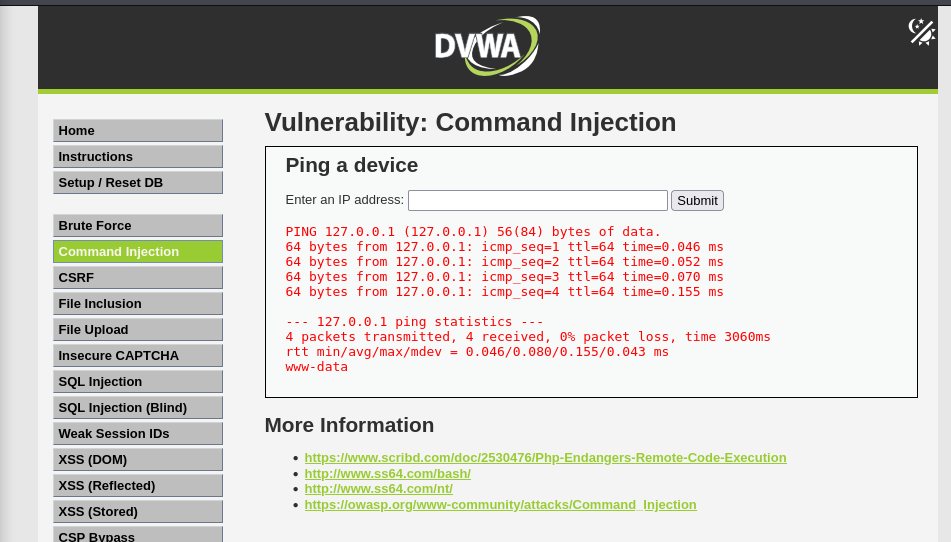 DVWA
Home
Instructions
Setup / Reset DB
Brute Force
Command Injection
CSRF
File Inclusion
File Upload
Insecure CAPTCHA
SQL Injection
SQL Injection (Blind)
Weak Session IDs
XSS (DOM)
XSS (Reflected)
XSS (Stored)
CSP Bypass
Vulnerability: Command Injection
Ping a device
Enter an IP address: Submit
PING 127.0.0.1 (127.0.0.1) 56(84) bytes of data.
64 bytes from 127.0.0.1: icmp_seq=1 ttl=64 time=0.046 ms
64 bytes from 127.0.0.1: icmp_seq=2 ttl=64 time=0.052 ms
64 bytes from 127.0.0.1: icmp_seq=3 ttl=64 time=0.070 ms
64 bytes from 127.0.0.1: icmp_seq=4 ttl=64 time=0.155 ms
--- 127.0.0.1 ping statistics ---
4 packets transmitted, 4 received, 0% packet loss, time 3060ms
rtt min/avg/max/mdev = 0.046/0.080/0.155/0.043 ms
www-data
More Information
https://www.scribd.com/doc/2530476/Php-Endangers-Remote-Code-Execution
http://www.ss64.com/bash/
http://www.ss64.com/nt/
https://owasp.org/www-community/attacks/Command_Injection